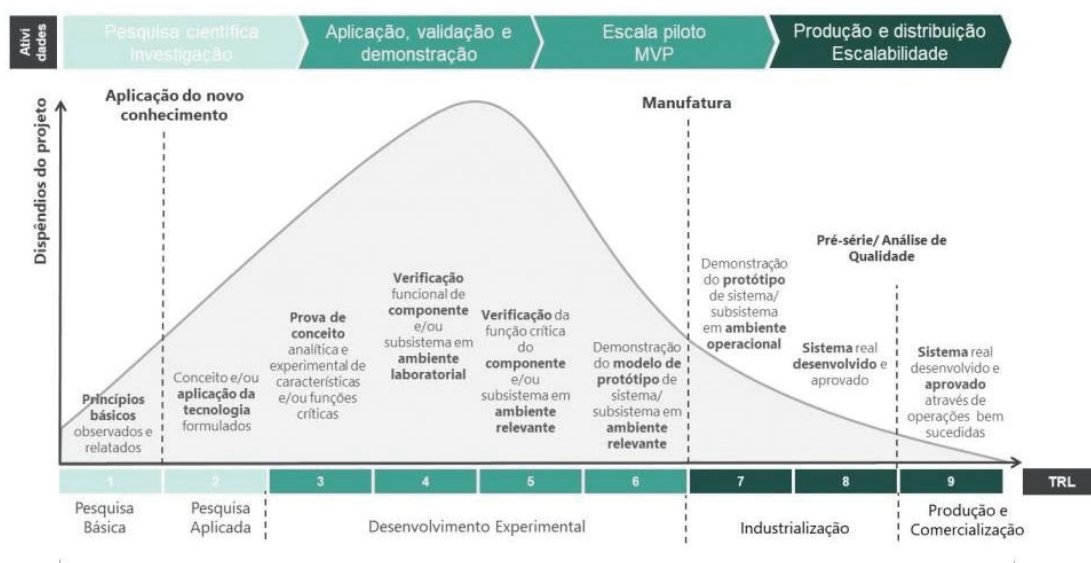 Ativi
dades
Pesquisa científica
Investigação
Aplicação, validação e
demonstração
Escala piloto
MVP
Produção e distribuição
Escalabilidade
Dispêndios do projeto
Aplicação do novo
conhecimento
Manufatura
Pré-série/ Análise de
Qualidade
Princípios
básicos
observados e
relatados
Conceito e/ou
aplicação da
tecnologia
formulados
Prova de
conceito
analítica e
experimental de
características
e/ou funções
críticas
Verificação
funcional de
componente
e/ou
subsistema em
ambiente
laboratorial
Verificação da
função crítica
do
componente
e/ou
subsistema em
ambiente
relevante
Demonstração
do modelo de
protótipo de
sistema/
subsistema em
ambiente
relevante
Demonstração
do protótipo
de sistema/
subsistema
em ambiente
operacional
Sistema real
desenvolvido e
aprovado
Sistema real
desenvolvido e
aprovado
através de
operações bem
sucedidas
1
2
3
4
5
6
7
8
9
TRL
Pesquisa
Básica
Pesquisa
Aplicada
Desenvolvimento Experimental
Industrialização
Produção e
Comercialização